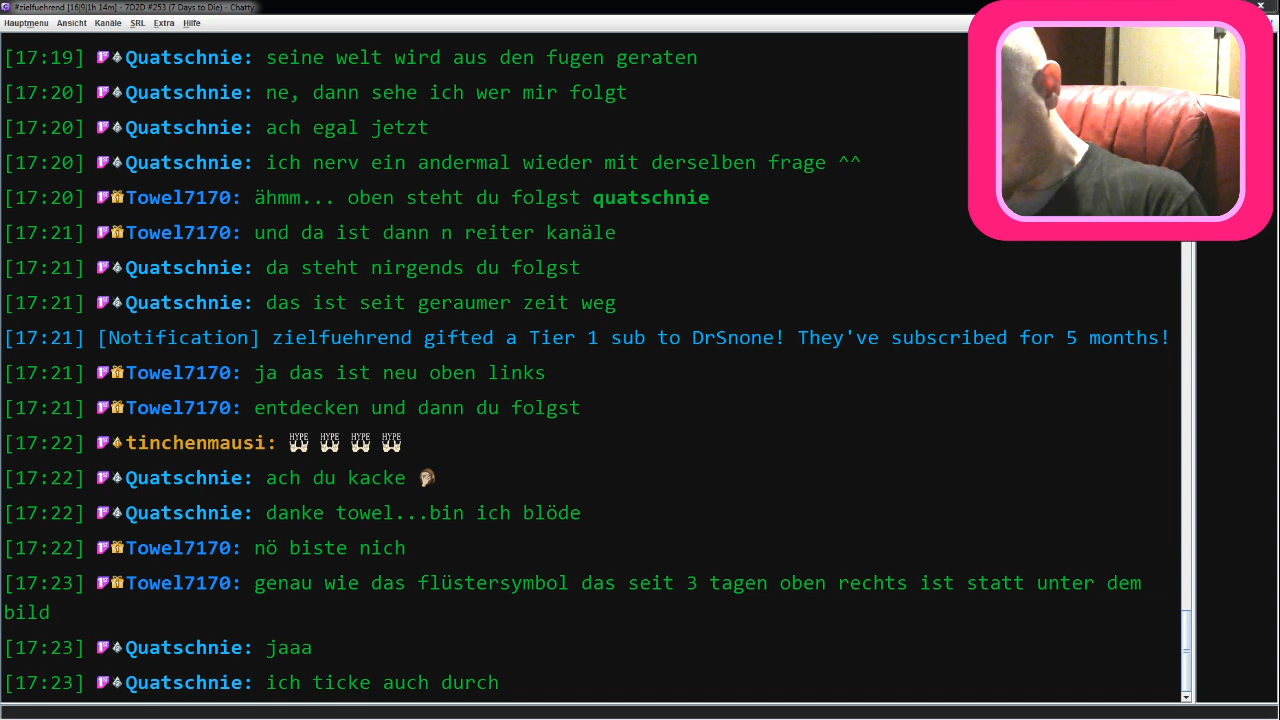 #zielfuehrend [16|9|1h 14m] - 7D2D #253 (7 Days to Die) - Chatty
Hauptmenu Ansicht Kanäle SRL Extra Hilfe
[17:19] Quatschnie: seine welt wird aus den fugen geraten
[17:20] Quatschnie: ne, dann sehe ich wer mir folgt
[17:20] Quatschnie: ach egal jetzt
[17:20] Quatschnie: ich nerv ein andermal wieder mit derselben frage ^^
[17:20] Towel7170: ähmm... oben steht du folgst quatschnie
[17:21] Towel7170: und da ist dann n reiter kanäle
[17:21] Quatschnie: da steht nirgends du folgst
[17:21] Quatschnie: das ist seit geraumer zeit weg
[17:21] [Notification] zielfuehrend gifted a Tier 1 sub to DrSnone! They've subscribed for 5 months!
[17:21] Towel7170: ja das ist neu oben links
[17:21] Towel7170: entdecken und dann du folgst
[17:22] tinchenmausi: HYPE HYPE HYPE HYPE
[17:22] Quatschnie: ach du kacke
[17:22] Quatschnie: danke towel...bin ich blöde
[17:22] Towel7170: nö biste nich
[17:23] Towel7170: genau wie das flüstersymbol das seit 3 tagen oben rechts ist statt unter dem
bild
[17:23] Quatschnie: jaaa
[17:23] Quatschnie: ich ticke auch durch